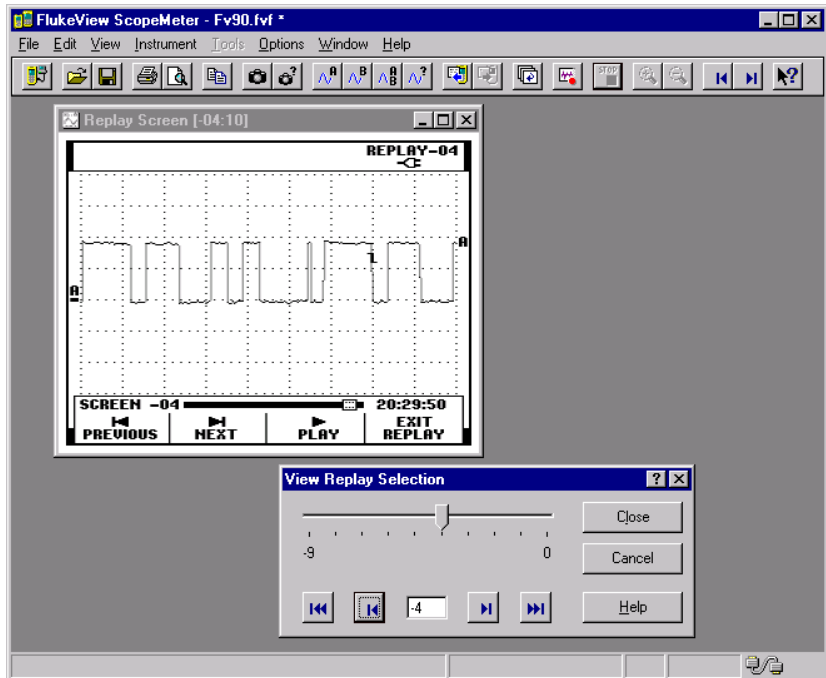 FlukeView ScopeMeter - Fv90.fvf *
File Edit View Instrument Tools Options Window Help
A B A B ? STOP ?
Replay Screen [-04:10]
REPLAY-04
A
A
SCREEN -04 20:29:50
PREVIOUS NEXT PLAY EXIT REPLAY
View Replay Selection ?
Close
-9 0
Cancel
-4
Help